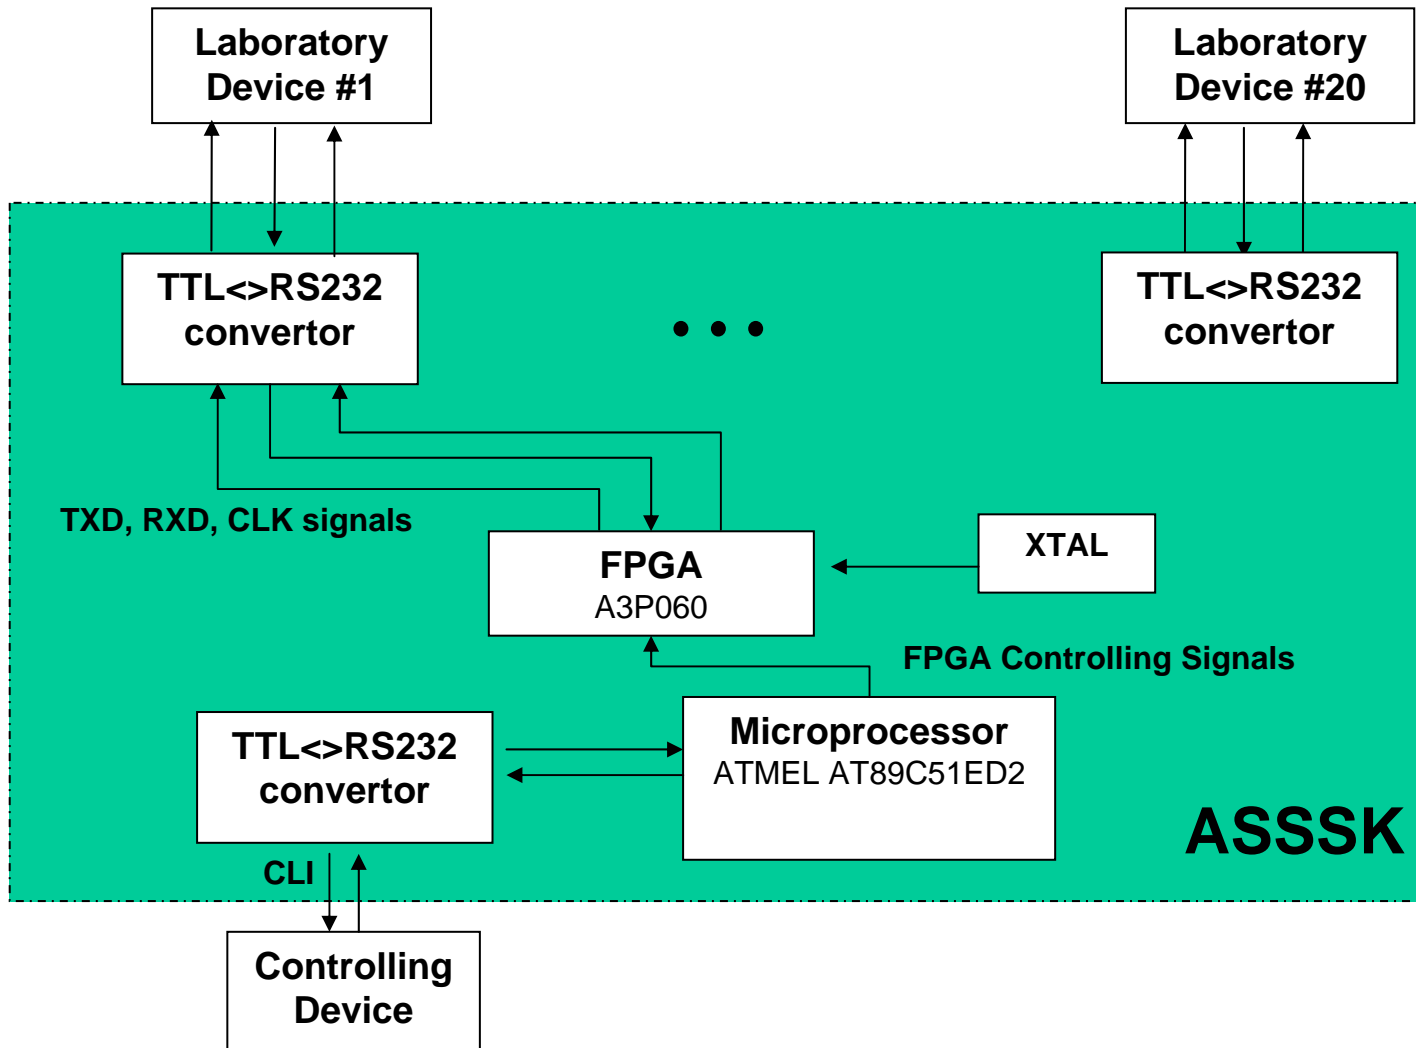 Laboratory
Device #1
Laboratory
Device #20
TTL<>RS232
convertor
• • •
TTL<>RS232
convertor
TXD, RXD, CLK signals
FPGA
A3P060
XTAL
FPGA Controlling Signals
TTL<>RS232
convertor
Microprocessor
ATMEL AT89C51ED2
ASSSK
CLI
Controlling
Device